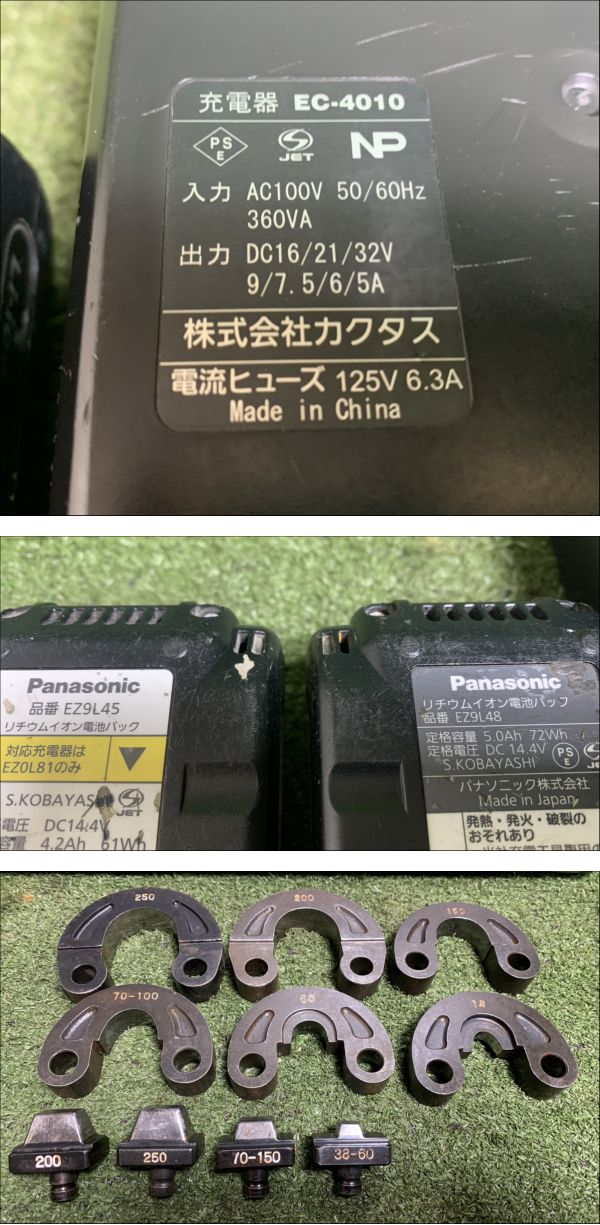 充電器 EC-4010
PS E JET NP
入力 AC100V 50/60Hz
360VA
出力 DC16/21/32V
9/7.5/6/5A
株式会社カクタス
電流ヒューズ 125V 6.3A
Made in China
Panasonic
品番 EZ9L45
リチウムイオン電池パック
対応充電器は
EZ0L81のみ
S.KOBAYASHI JET
電圧 DC14.4V
容量 4.2Ah 61Wh
Panasonic
リチウムイオン電池パック
品番 EZ9L48
定格容量 5.0Ah 72Wh
定格電圧 DC 14.4V PS E
S.KOBAYASHI
パナソニック株式会社
Made in Japan
発熱・発火・破裂の
おそれあり
250
200
150
70-100
60
14
200
250
70-150
38-60